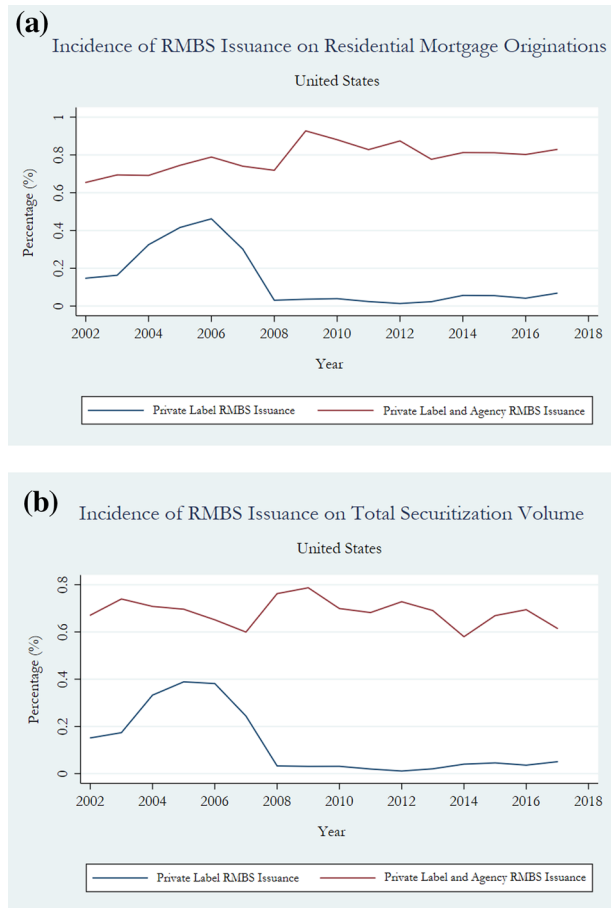 (a)
Incidence of RMBS Issuance on Residential Mortgage Originations
United States
Percentage (%)
1
0.8
0.6
0.4
0.2
0
2002 2004 2006 2008 2010 2012 2014 2016 2018
Year
Private Label RMBS Issuance Private Label and Agency RMBS Issuance
(b)
Incidence of RMBS Issuance on Total Securitization Volume
United States
Percentage (%)
0.8
0.6
0.4
0.2
0
2002 2004 2006 2008 2010 2012 2014 2016 2018
Year
Private Label RMBS Issuance Private Label and Agency RMBS Issuance